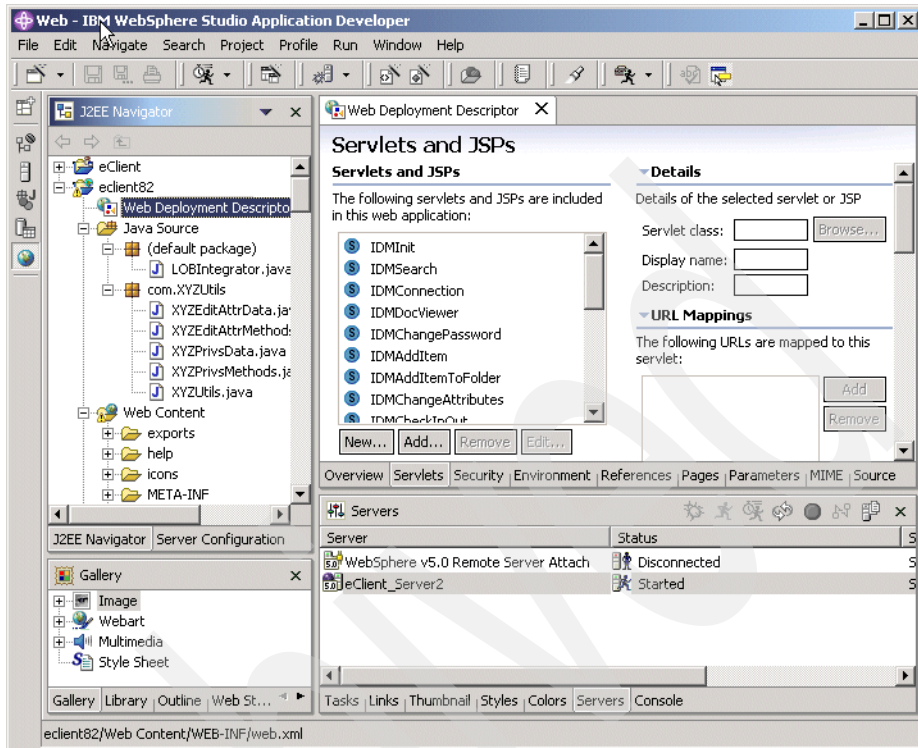 Web - IBM WebSphere Studio Application Developer
File Edit Navigate Search Project Profile Run Window Help
J2EE Navigator
eClient
eclient82
Web Deployment Descripto
Java Source
(default package)
LOBIntegrator.java
com.XYZUtils
XYZEditAttrData.ja
XYZEditAttrMethod
XYZPrivsData.java
XYZPrivsMethods.ja
XYZUtils.java
Web Content
exports
help
icons
META-INF
J2EE Navigator Server Configuration
Gallery
Image
Webart
Multimedia
Style Sheet
Gallery Library Outline Web St...
Web Deployment Descriptor
Servlets and JSPs
Servlets and JSPs
The following servlets and JSPs are included
in this web application:
IDMInit
IDMSearch
IDMConnection
IDMDocViewer
IDMChangePassword
IDMAddItem
IDMAddItemToFolder
IDMChangeAttributes
IDMCheckInOut
New... Add... Remove Edit...
Details
Details of the selected servlet or JSP
Servlet class: Browse...
Display name:
Description:
URL Mappings
The following URLs are mapped to this
servlet:
Add
Remove
Overview Servlets Security Environment References Pages Parameters MIME Source
Servers
Server Status S
WebSphere v5.0 Remote Server Attach Disconnected S
eClient_Server2 Started S
Tasks Links Thumbnail Styles Colors Servers Console
eclient82/Web Content/WEB-INF/web.xml